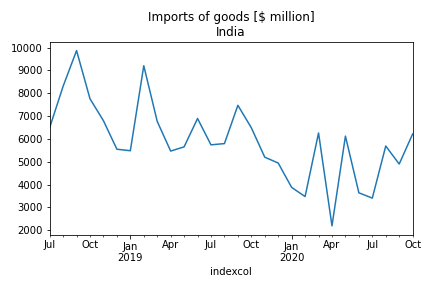 Imports of goods [$ million]
India
10000
9000
8000
7000
6000
5000
4000
3000
2000
Jul Oct Jan Apr Jul Oct Jan Apr Jul Oct
2019 2020
indexcol